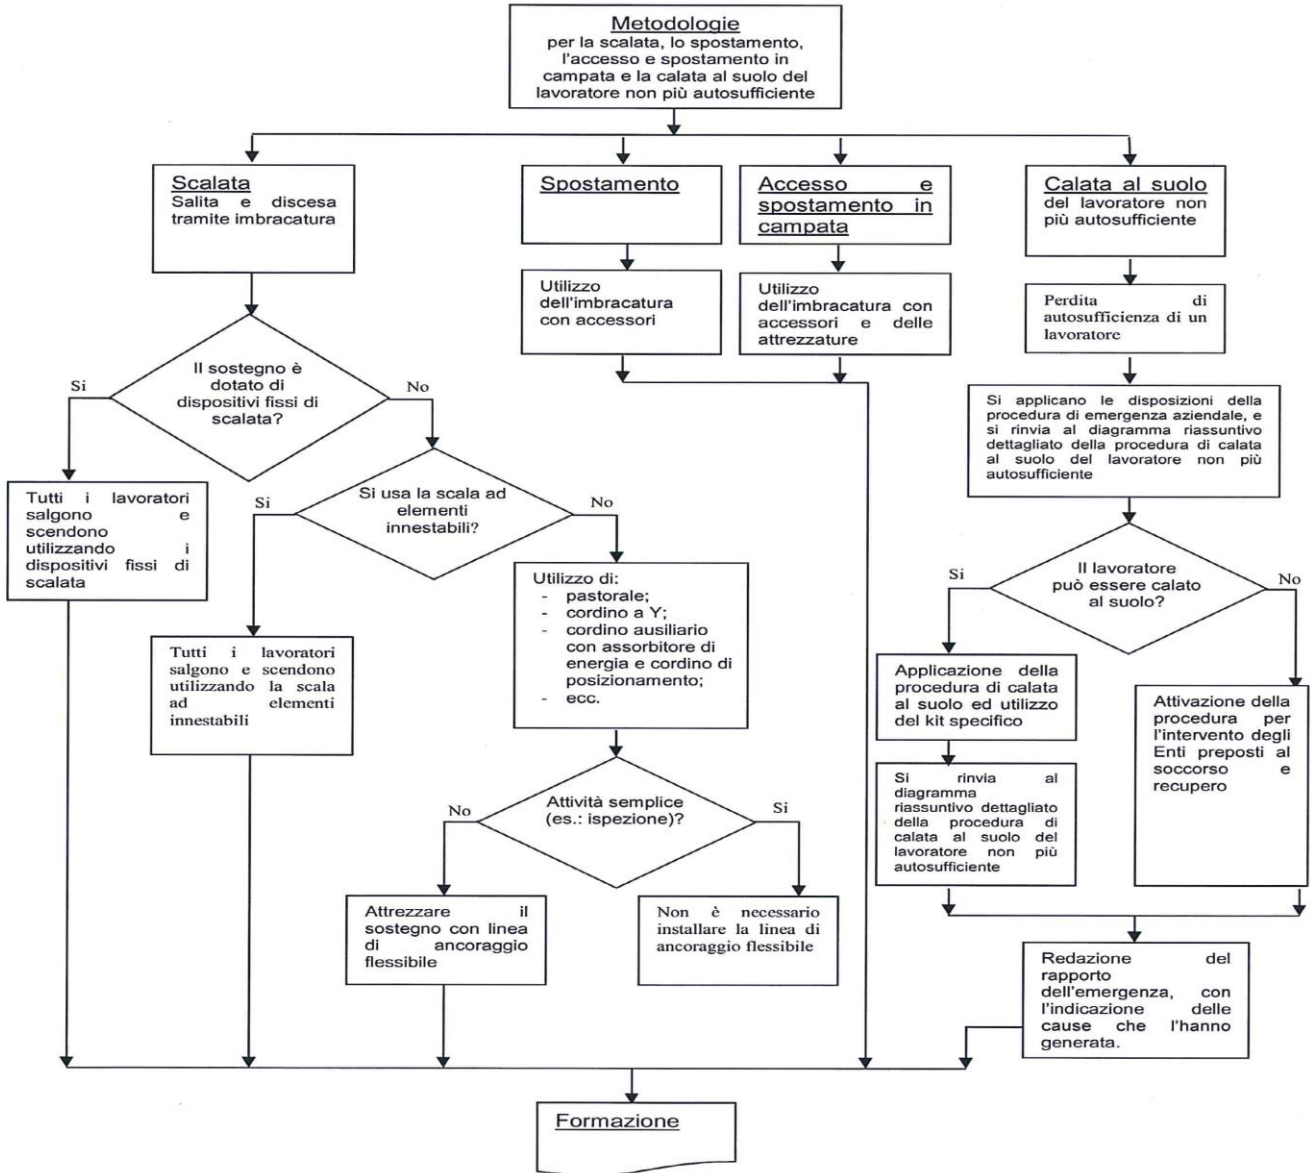 Metodologie
per la scalata, lo spostamento,
l'accesso e spostamento in
campata e la calata al suolo del
lavoratore non più autosufficiente
Scalata
Salita e discesa
tramite imbracatura
Spostamento
Accesso e
spostamento in
campata
Calata al suolo
del lavoratore non
più autosufficiente
Utilizzo
dell'imbracatura
con accessori
Utilizzo
dell'imbracatura con
accessori e delle
attrezzature
Perdita di
autosufficienza di un
lavoratore
Il sostegno è
dotato di
dispositivi fissi di
scalata?
Si
No
Si applicano le disposizioni della
procedura di emergenza aziendale, e
si rinvia al diagramma riassuntivo
dettagliato della procedura di calata
al suolo del lavoratore non più
autosufficiente
Tutti i lavoratori
salgono e
scendono
utilizzando i
dispositivi fissi di
scalata
Si usa la scala ad
elementi
innestabili?
Si
No
Il lavoratore
può essere calato
al suolo?
Si
No
Tutti i lavoratori
salgono e scendono
utilizzando la scala
ad elementi
innestabili
Utilizzo di:
- pastorale;
- cordino a Y;
- cordino ausiliario
con assorbitore di
energia e cordino di
posizionamento;
- ecc.
Applicazione della
procedura di calata
al suolo ed utilizzo
del kit specifico
Attivazione della
procedura per
l'intervento degli
Enti preposti al
soccorso e
recupero
Si rinvia al
diagramma
riassuntivo dettagliato
della procedura di
calata al suolo del
lavoratore non più
autosufficiente
Attività semplice
(es.: ispezione)?
No
Si
Attrezzare il
sostegno con linea
di ancoraggio
flessibile
Non è necessario
installare la linea di
ancoraggio flessibile
Redazione del
rapporto
dell'emergenza, con
l'indicazione delle
cause che l'hanno
generata.
Formazione